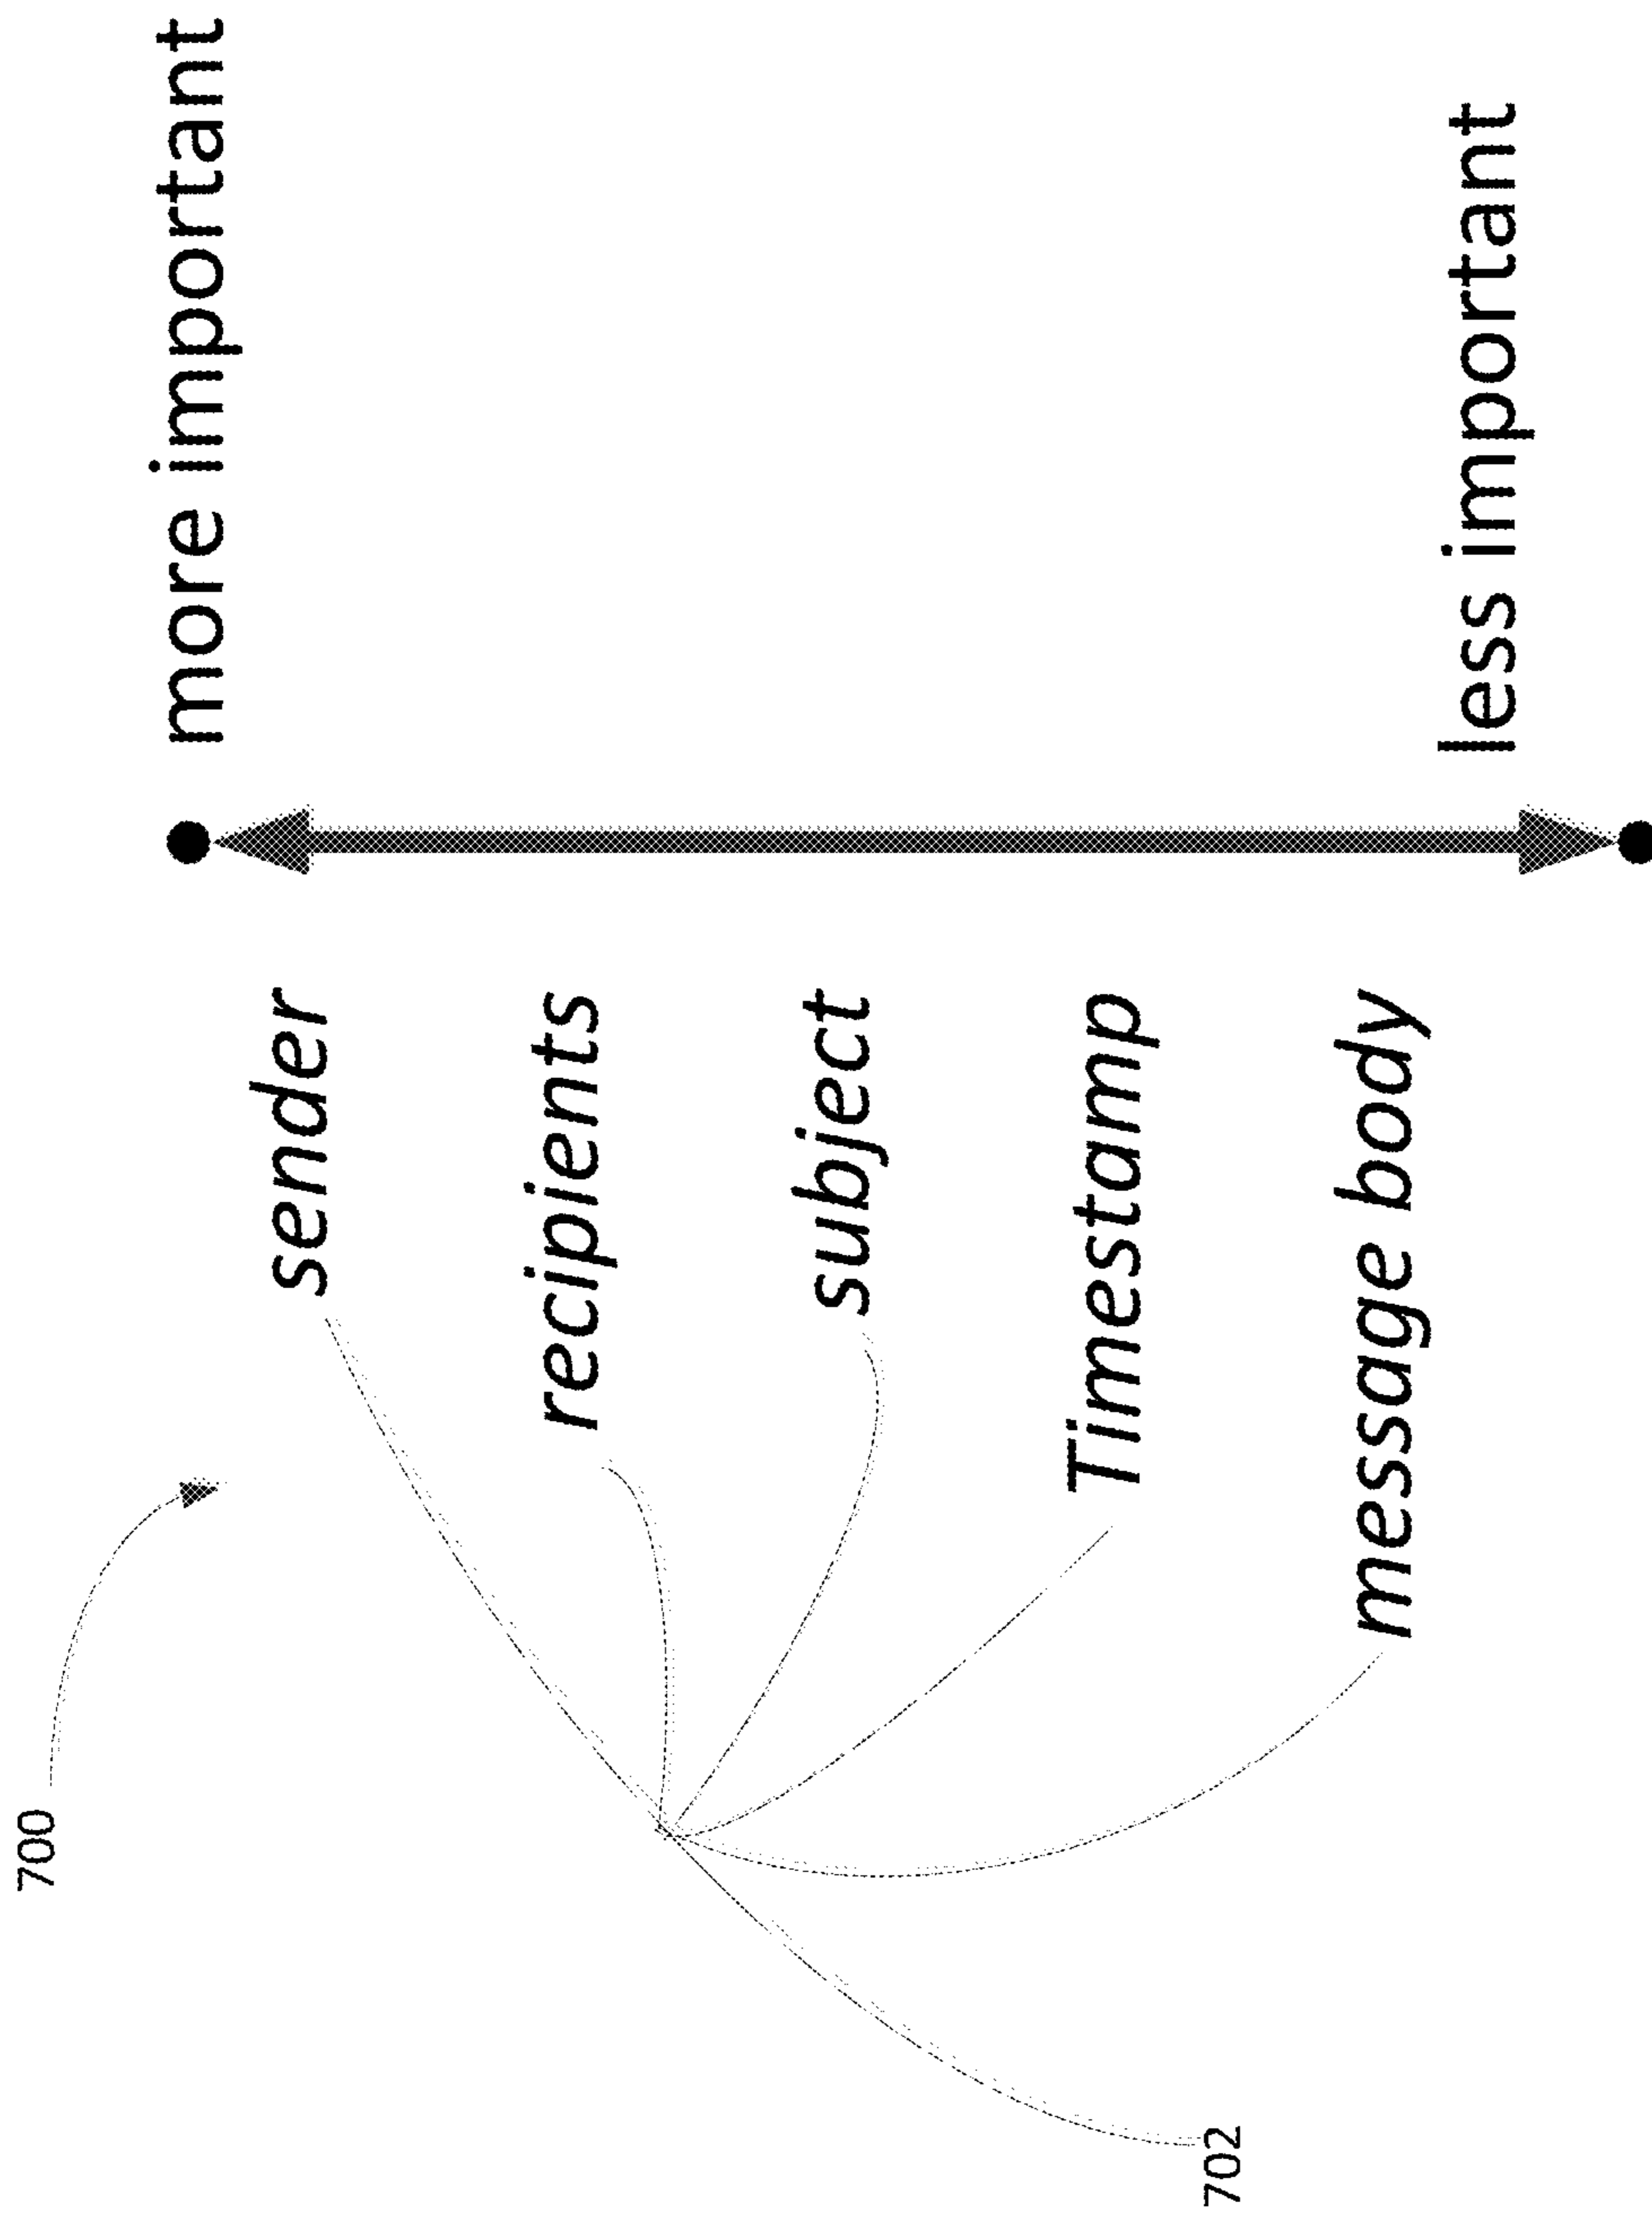 700
more important
sender
recipients
subject
Timestamp
message body
less important
702